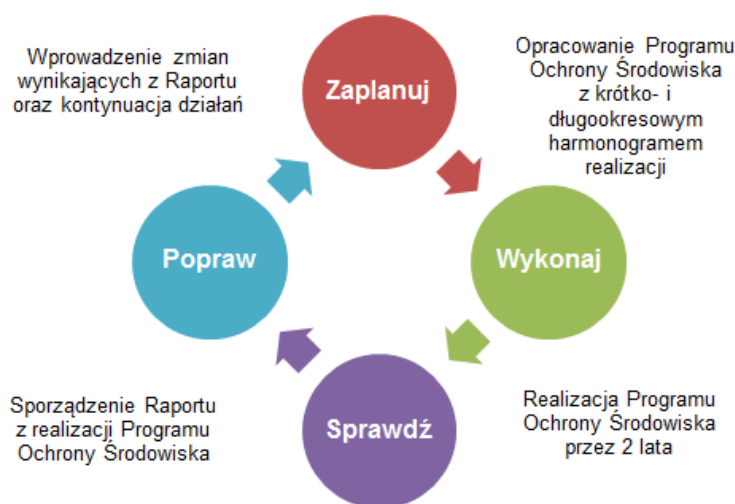 Wprowadzenie zmian
wynikających z Raportu
oraz kontynuacja działań
Zaplanuj
Opracowanie Programu
Ochrony Środowiska
z krótko- i
długookresowym
harmonogramem
realizacji
Popraw
Wykonaj
Sporządzenie Raportu
z realizacji Programu
Ochrony Środowiska
Sprawdź
Realizacja Programu
Ochrony Środowiska
przez 2 lata